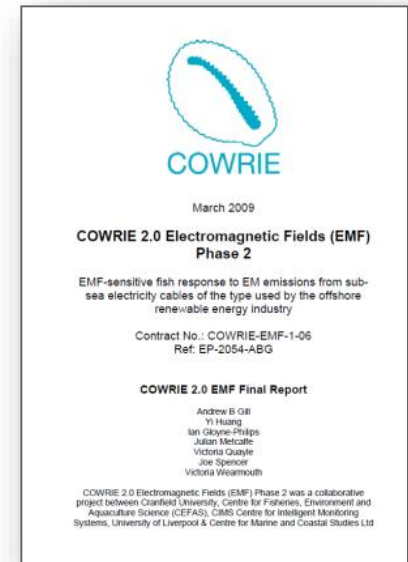 COWRIE
March 2009
COWRIE 2.0 Electromagnetic Fields (EMF)
Phase 2
EMF-sensitive fish response to EM emissions from sub-
sea electricity cables of the type used by the offshore
renewable energy industry
Contract No.: COWRIE-EMF-1-06
Ref: EP-2054-ABG
COWRIE 2.0 EMF Final Report
Andrew B Gill
Yi Huang
Ian Gloyne-Philips
Julian Metcalfe
Victoria Quayle
Joe Spencer
Victoria Wearmouth
COWRIE 2.0 Electromagnetic Fields (EMF) Phase 2 was a collaborative
project between Cranfield University, Centre for Fisheries, Environment and
Aquaculture Science (CEFAS), CIMS Centre for Intelligent Monitoring
Systems, University of Liverpool & Centre for Marine and Coastal Studies Ltd